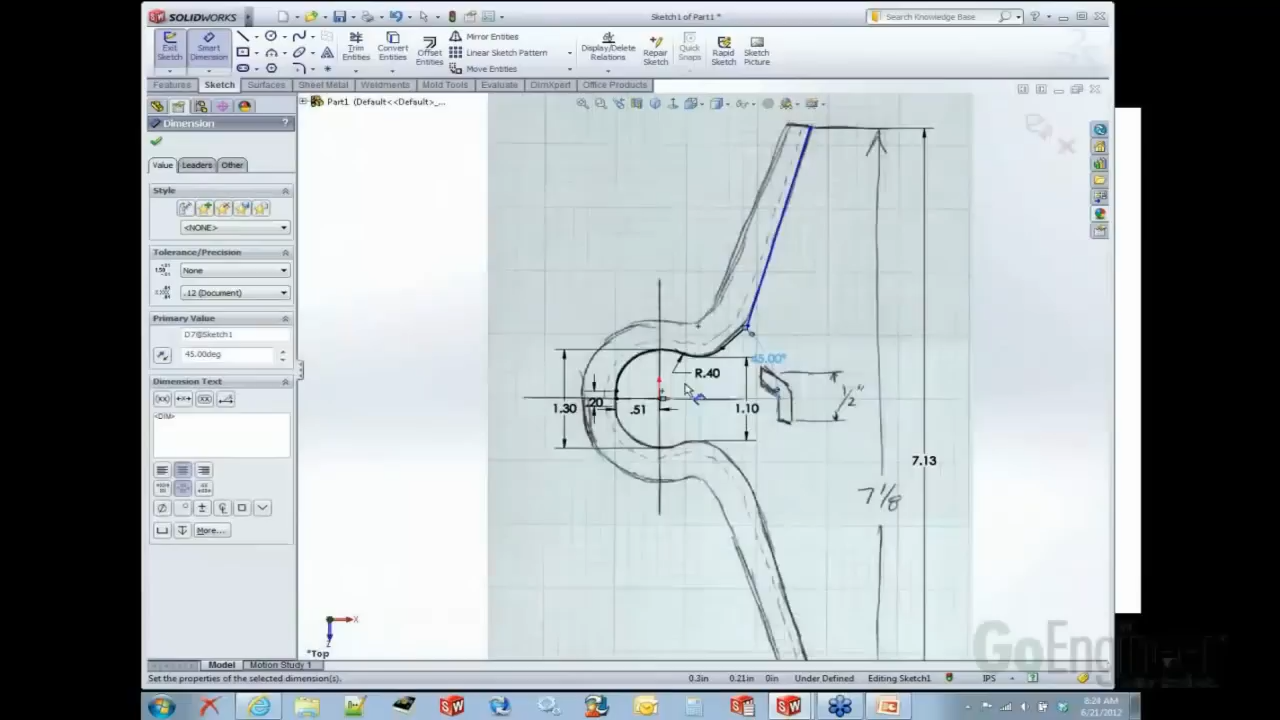 SOLIDWORKS
Sketch1 of Part1 *
Search Knowledge Base
Exit Sketch
Smart Dimension
Trim Entities
Convert Entities
Offset Entities
Mirror Entities
Linear Sketch Pattern
Move Entities
Display/Delete Relations
Repair Sketch
Quick Snaps
Rapid Sketch
Sketch Picture
Features Sketch Surfaces Sheet Metal Weldments Mold Tools Evaluate DimXpert Office Products
Part1 (Default<<Default>_...
Dimension ?
Value Leaders Other
Style
<NONE>
Tolerance/Precision
None
.12 (Document)
Primary Value
D7@Sketch1
45.00deg
Dimension Text
<DIM>
More...
45.00°
R.40
1.30
.20
.51
1.10
1/2"
7.13
7 1/8
X
Z
*Top
Model Motion Study 1
GoEngineer
Set the properties of the selected dimension(s).
0.3in 0.21in 0in Under Defined Editing Sketch1 IPS
8:24 AM
6/21/2012